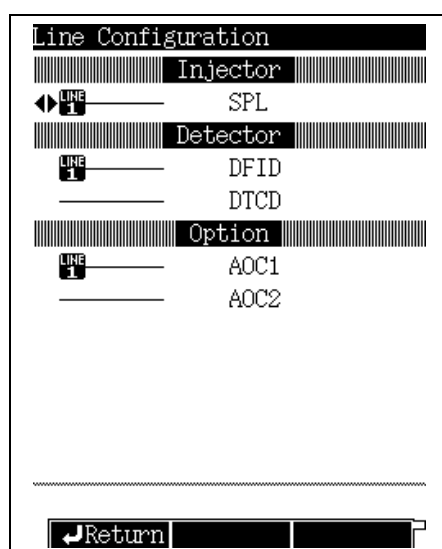 Line Configuration
Injector
LINE 1 SPL
Detector
LINE 1 DFID
DTCD
Option
LINE 1 AOC1
AOC2
Return